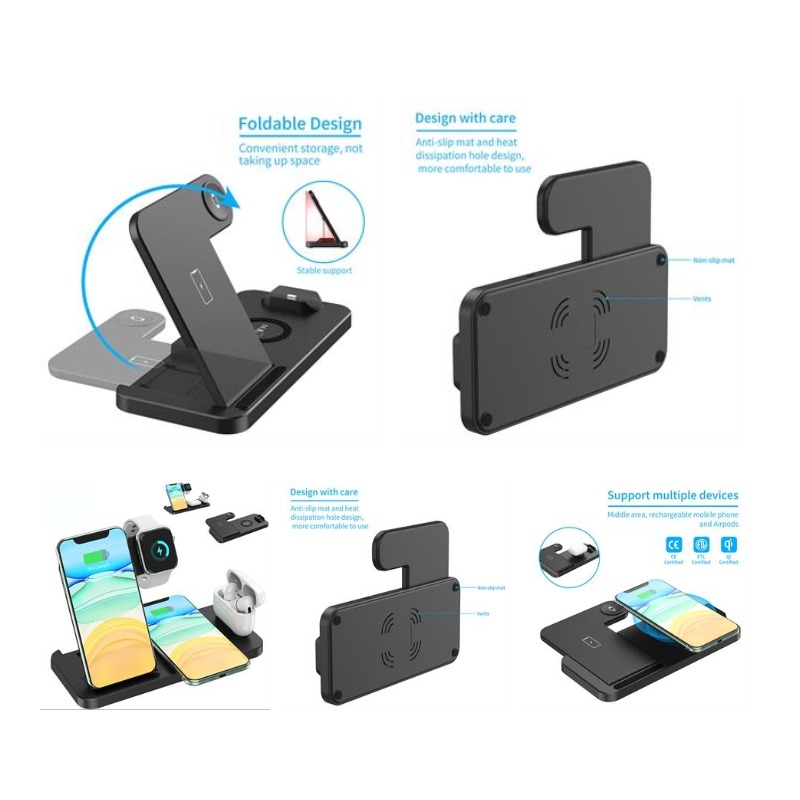 Foldable Design
Convenient storage, not
taking up space
Stable support
Design with care
Anti-slip mat and heat
dissipation hole design,
more comfortable to use
Non-slip mat
Vents
Design with care
Anti-slip mat and heat
dissipation hole design,
more comfortable to use
Non-slip mat
Vents
Support multiple devices
Middle area, rechargeable mobile phone
and Airpods
CE
Certified
ETL
Certified
QI
Certified